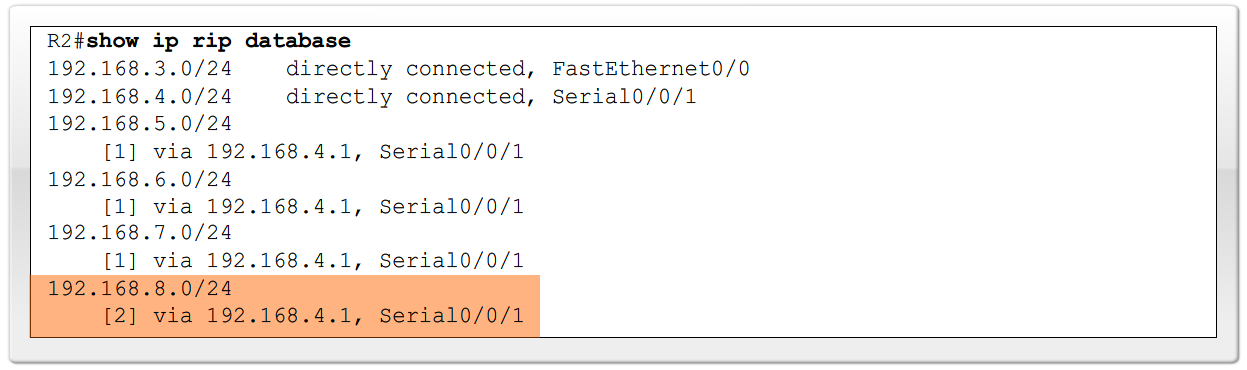 R2#show ip rip database
192.168.3.0/24    directly connected, FastEthernet0/0
192.168.4.0/24    directly connected, Serial0/0/1
192.168.5.0/24
    [1] via 192.168.4.1, Serial0/0/1
192.168.6.0/24
    [1] via 192.168.4.1, Serial0/0/1
192.168.7.0/24
    [1] via 192.168.4.1, Serial0/0/1
192.168.8.0/24
    [2] via 192.168.4.1, Serial0/0/1